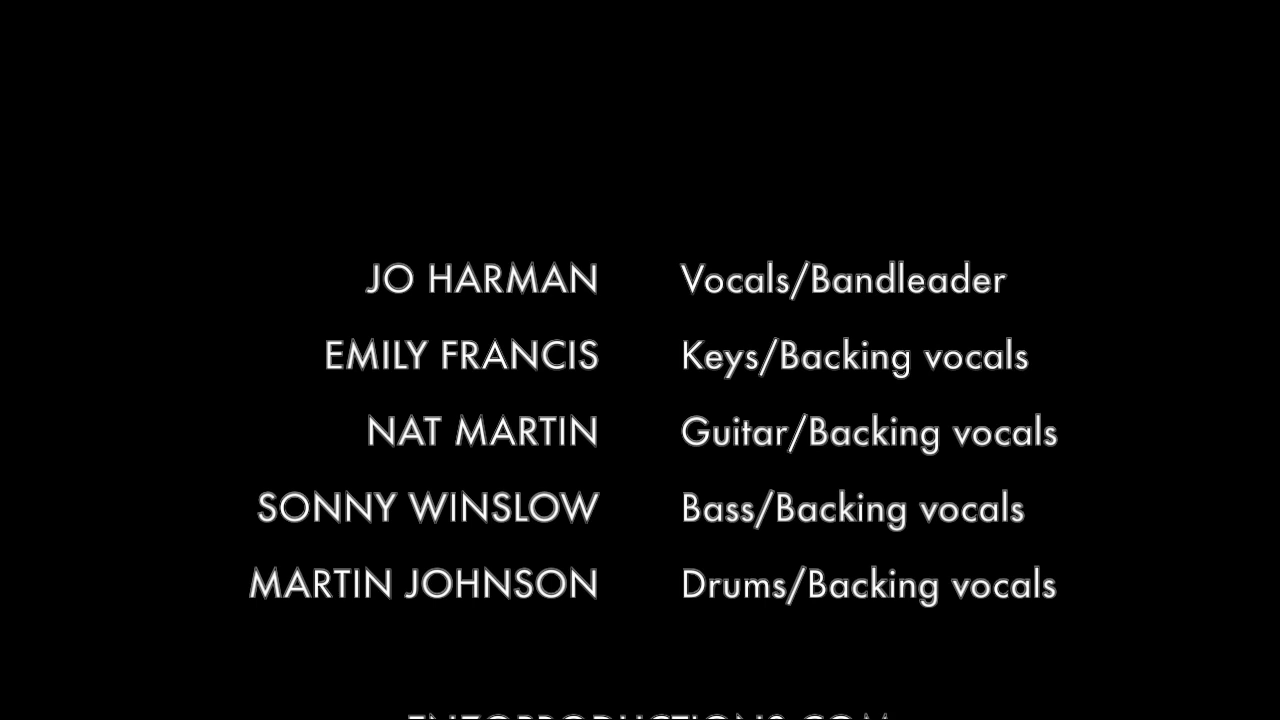 JO HARMAN Vocals/Bandleader
EMILY FRANCIS Keys/Backing vocals
NAT MARTIN Guitar/Backing vocals
SONNY WINSLOW Bass/Backing vocals
MARTIN JOHNSON Drums/Backing vocals